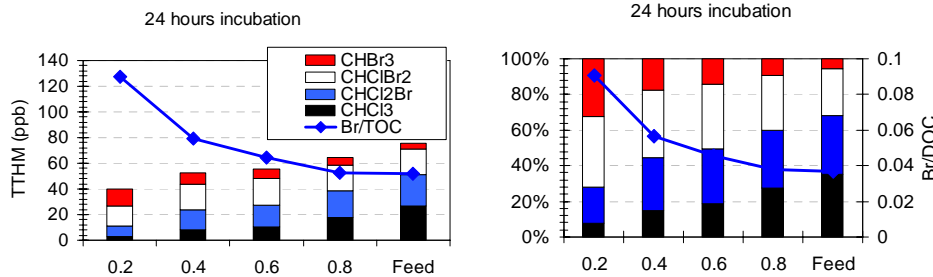 24 hours incubation
TTHM (ppb)
140
120
100
80
60
40
20
0
CHBr3
CHClBr2
CHCl2Br
CHCl3
Br/TOC
0.2 0.4 0.6 0.8 Feed
24 hours incubation
100%
80%
60%
40%
20%
0%
0.1
0.08
0.06
0.04
0.02
0
Br/DOC
0.2 0.4 0.6 0.8 Feed